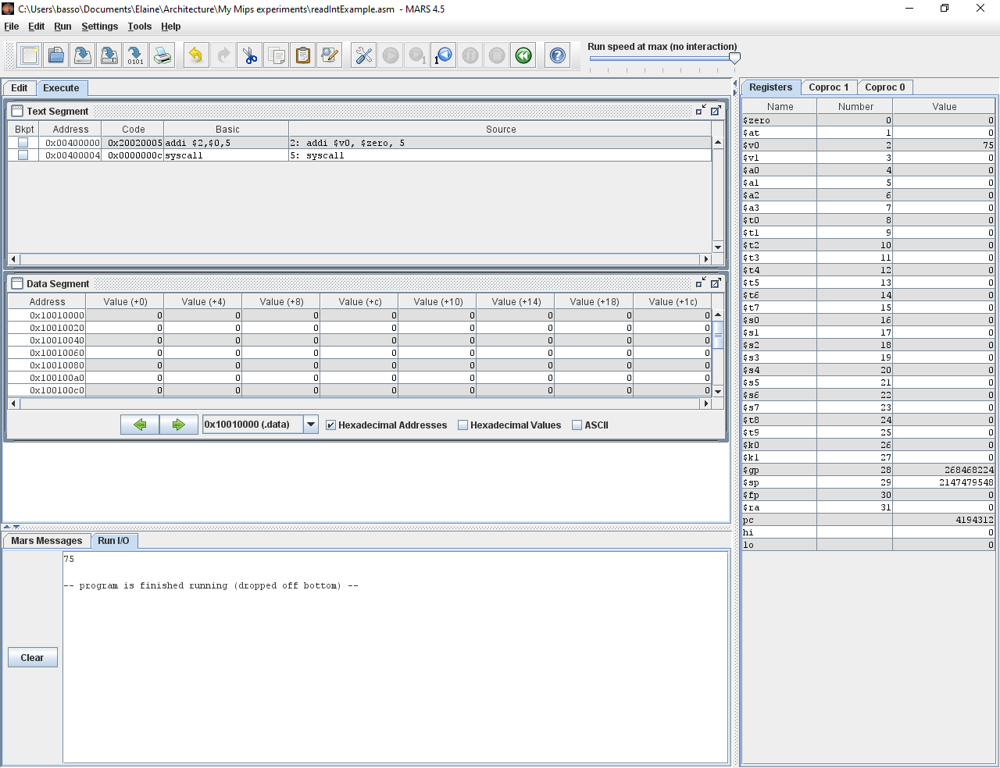 C:\Users\basso\Documents\Elaine\Architecture\My Mips experiments\readIntExample.asm - MARS 4.5
File Edit Run Settings Tools Help
Run speed at max (no interaction)
0101
1
1
Edit Execute
Text Segment
Bkpt Address Code Basic Source
0x00400000 0x20020005 addi $2,$0,5 2: addi $v0, $zero, 5
0x00400004 0x0000000c syscall 5: syscall
Data Segment
Address Value (+0) Value (+4) Value (+8) Value (+c) Value (+10) Value (+14) Value (+18) Value (+1c)
0x10010000 0 0 0 0 0 0 0 0
0x10010020 0 0 0 0 0 0 0 0
0x10010040 0 0 0 0 0 0 0 0
0x10010060 0 0 0 0 0 0 0 0
0x10010080 0 0 0 0 0 0 0 0
0x100100a0 0 0 0 0 0 0 0 0
0x100100c0 0 0 0 0 0 0 0 0
0x10010000 (.data) Hexadecimal Addresses Hexadecimal Values ASCII
Mars Messages Run I/O
75
-- program is finished running (dropped off bottom) --
Clear
Registers Coproc 1 Coproc 0
Name Number Value
$zero 0 0
$at 1 0
$v0 2 75
$v1 3 0
$a0 4 0
$a1 5 0
$a2 6 0
$a3 7 0
$t0 8 0
$t1 9 0
$t2 10 0
$t3 11 0
$t4 12 0
$t5 13 0
$t6 14 0
$t7 15 0
$s0 16 0
$s1 17 0
$s2 18 0
$s3 19 0
$s4 20 0
$s5 21 0
$s6 22 0
$s7 23 0
$t8 24 0
$t9 25 0
$k0 26 0
$k1 27 0
$gp 28 268468224
$sp 29 2147479548
$fp 30 0
$ra 31 0
pc 4194312
hi 0
lo 0